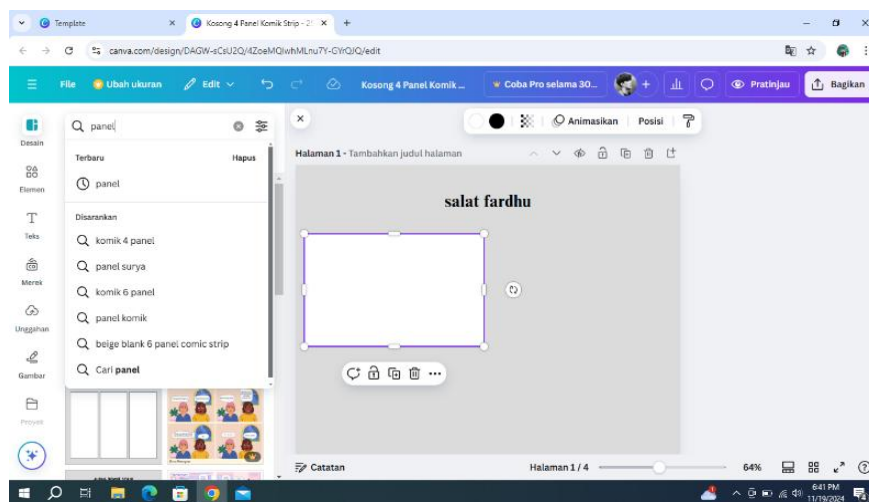 Template
Kosong 4 Panel Komik Strip - 2
canva.com/design/DAGW-sCsU2Q/4ZoeMQIwhMLnu7Y-GYrQJQ/edit
File
Ubah ukuran
Edit
Kosong 4 Panel Komik ...
Coba Pro selama 30...
Pratinjau
Bagikan
Desain
Elemen
Teks
Merek
Unggahan
Gambar
Proyek
panel
Terbaru
Hapus
panel
Disarankan
komik 4 panel
panel surya
komik 6 panel
panel komik
beige blank 6 panel comic strip
Cari panel
Animasikan
Posisi
Halaman 1 - Tambahkan judul halaman
salat fardhu
Catatan
Halaman 1 / 4
64%
6:41 PM
11/19/2024